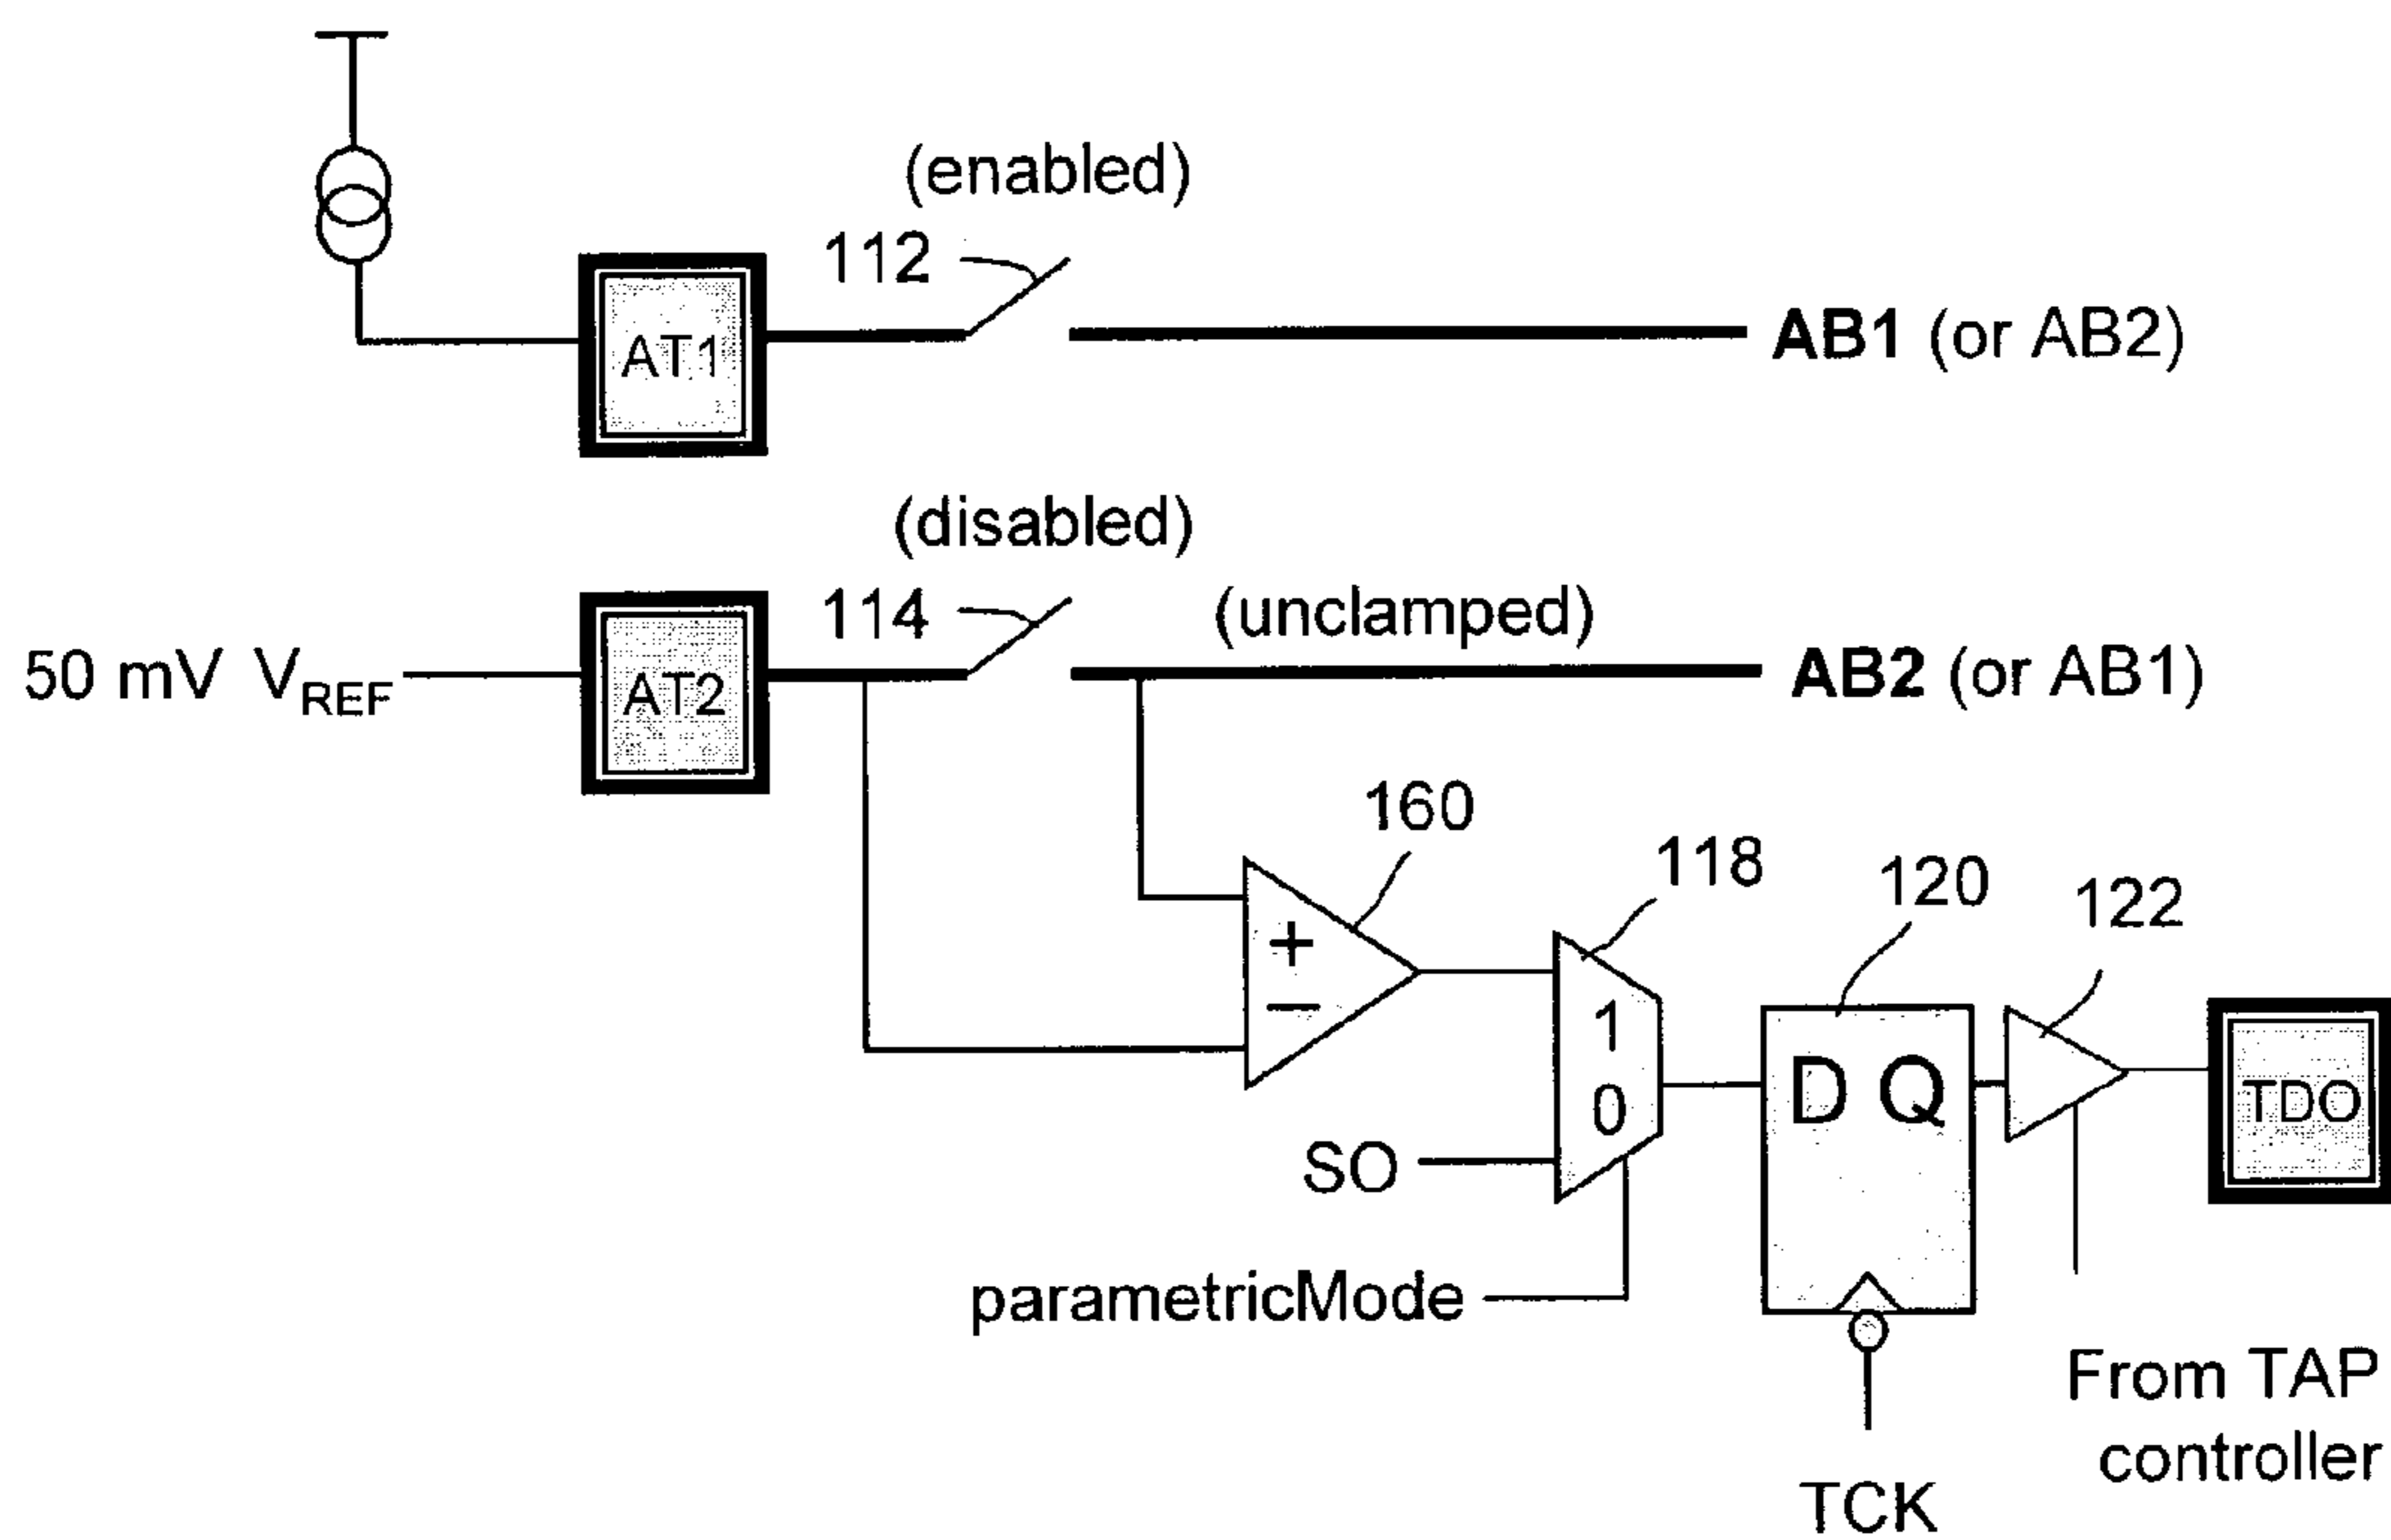 (enabled)
112
AT1
AB1 (or AB2)
(disabled)
114
(unclamped)
50 mV VREF
AT2
AB2 (or AB1)
160
118
120
122
+
−
1
0
D Q
TDO
SO
parametricMode
From TAP
controller
TCK